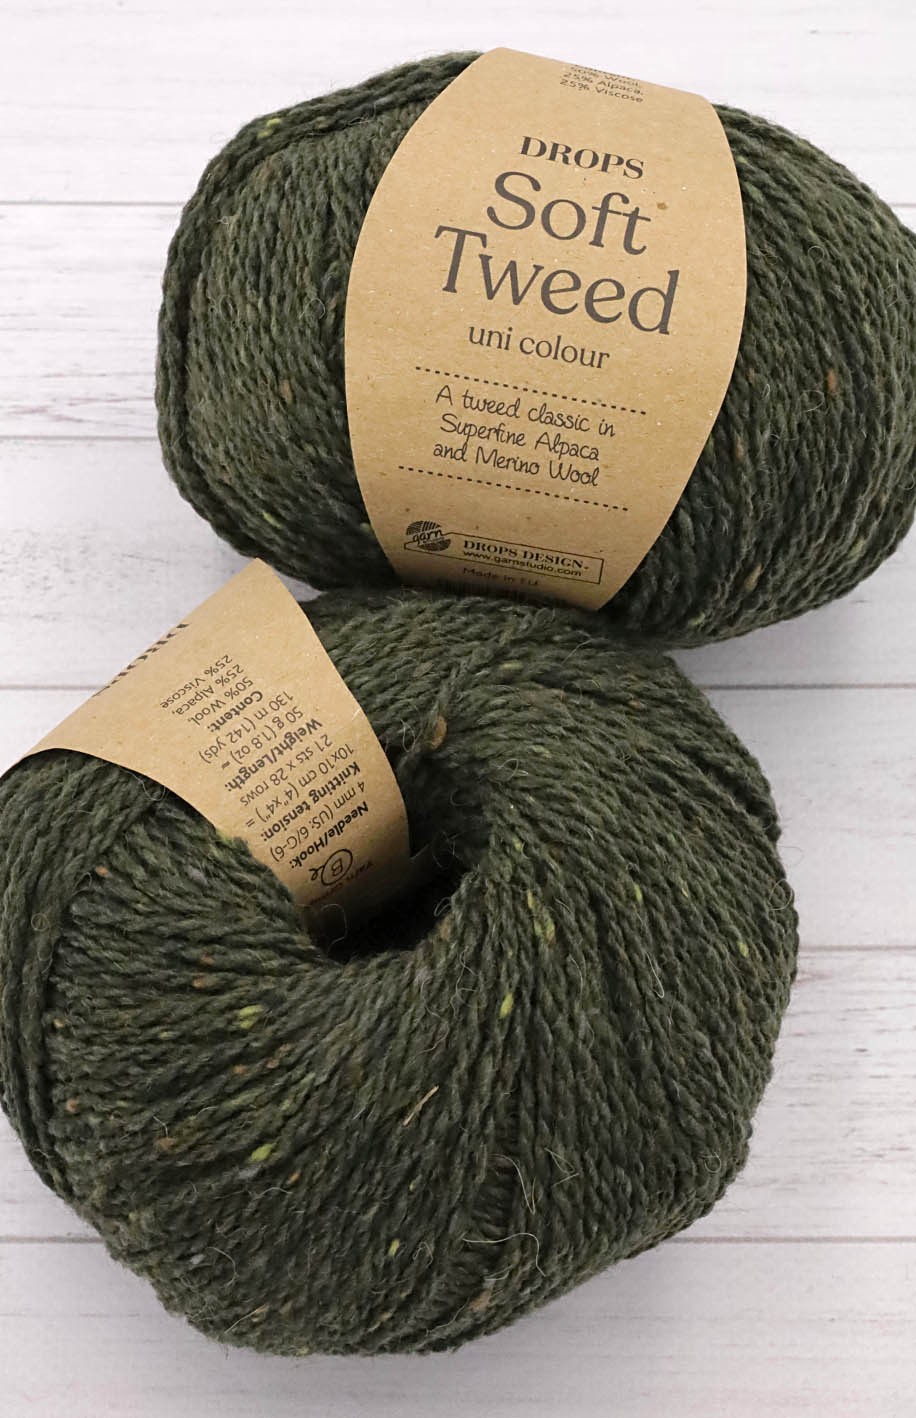 50% Wool,
25% Alpaca,
25% Viscose
DROPS
Soft
Tweed
uni colour
A tweed classic in
Superfine Alpaca
and Merino Wool
garn
DROPS DESIGN®
www.garnstudio.com
Made in EU
Needle/Hook:
4 mm (US: 6/G-6)
Knitting tension:
10x10 cm (4"x4") =
21 sts x 28 rows
Weight/Length:
50 g (1.8 oz) =
130 m (142 yds)
Content:
50% Wool,
25% Alpaca,
25% Viscose